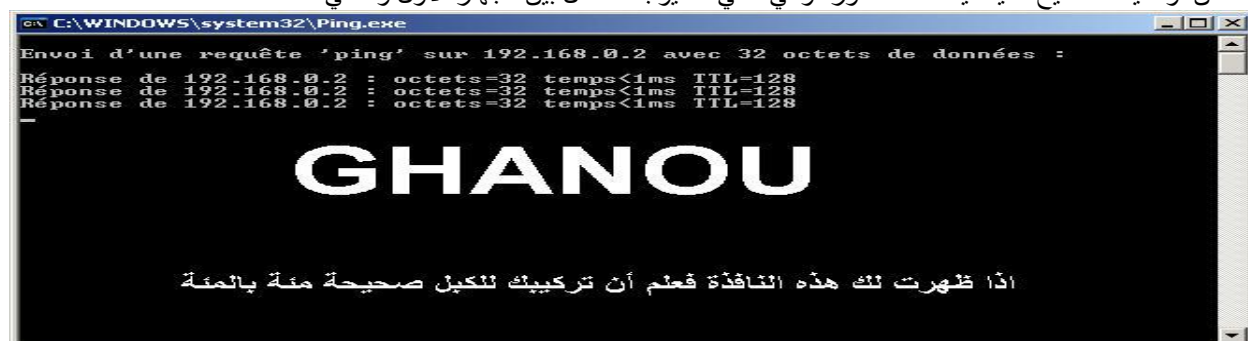 C:\WINDOWS\system32\Ping.exe
Envoi d'une requête 'ping' sur 192.168.0.2 avec 32 octets de données :
Réponse de 192.168.0.2 : octets=32 temps<1ms TTL=128
Réponse de 192.168.0.2 : octets=32 temps<1ms TTL=128
Réponse de 192.168.0.2 : octets=32 temps<1ms TTL=128
GHANOU
اذا ظهرت لك هذه النافذة فعلم أن تركيبك للكبل صحيحة مئة بالمئة